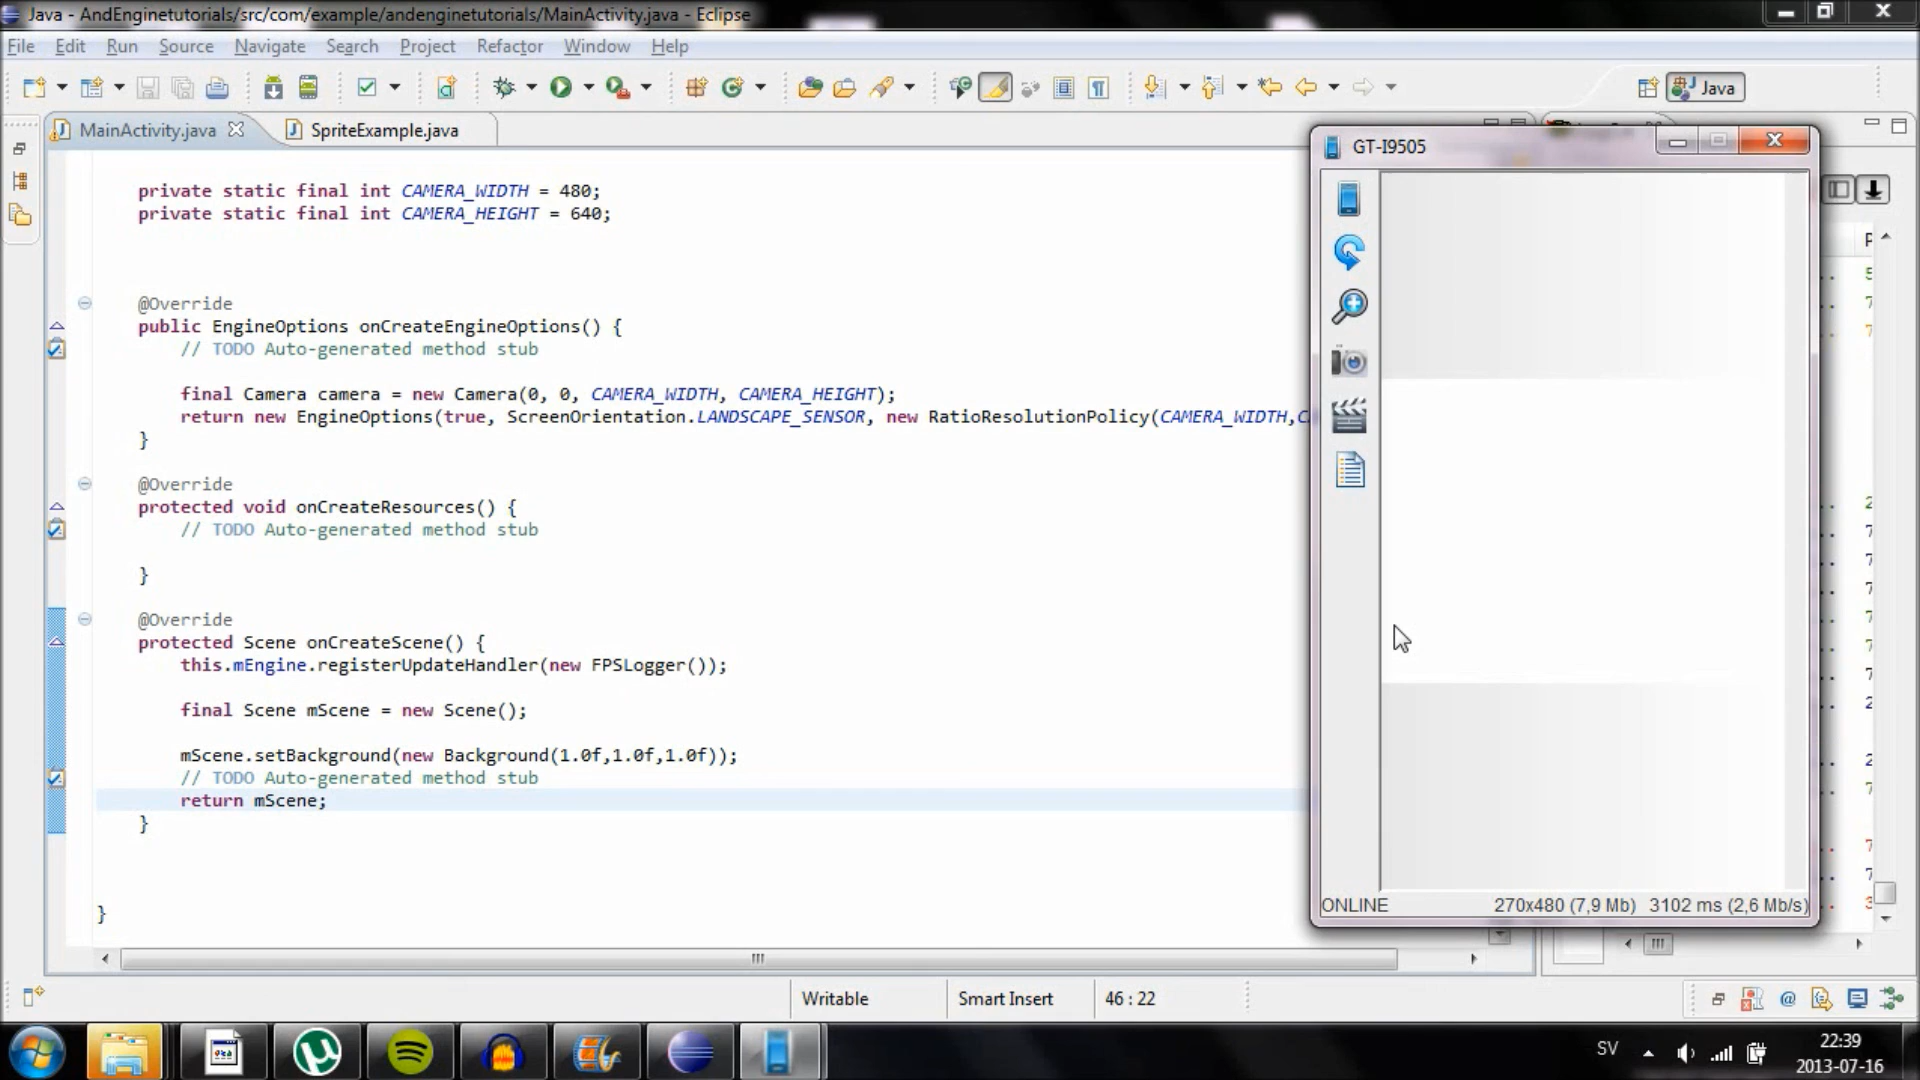 Java - AndEnginetutorials/src/com/example/andenginetutorials/MainActivity.java - Eclipse
File Edit Run Source Navigate Search Project Refactor Window Help
Java
MainActivity.java
SpriteExample.java
private static final int CAMERA_WIDTH = 480;
private static final int CAMERA_HEIGHT = 640;
@Override
public EngineOptions onCreateEngineOptions() {
// TODO Auto-generated method stub
final Camera camera = new Camera(0, 0, CAMERA_WIDTH, CAMERA_HEIGHT);
return new EngineOptions(true, ScreenOrientation.LANDSCAPE_SENSOR, new RatioResolutionPolicy(CAMERA_WIDTH,
}
@Override
protected void onCreateResources() {
// TODO Auto-generated method stub
}
@Override
protected Scene onCreateScene() {
this.mEngine.registerUpdateHandler(new FPSLogger());
final Scene mScene = new Scene();
mScene.setBackground(new Background(1.0f,1.0f,1.0f));
// TODO Auto-generated method stub
return mScene;
}
}
GT-I9505
ONLINE 270x480 (7,9 Mb) 3102 ms (2,6 Mb/s)
Writable Smart Insert 46 : 22
SV
22:39
2013-07-16